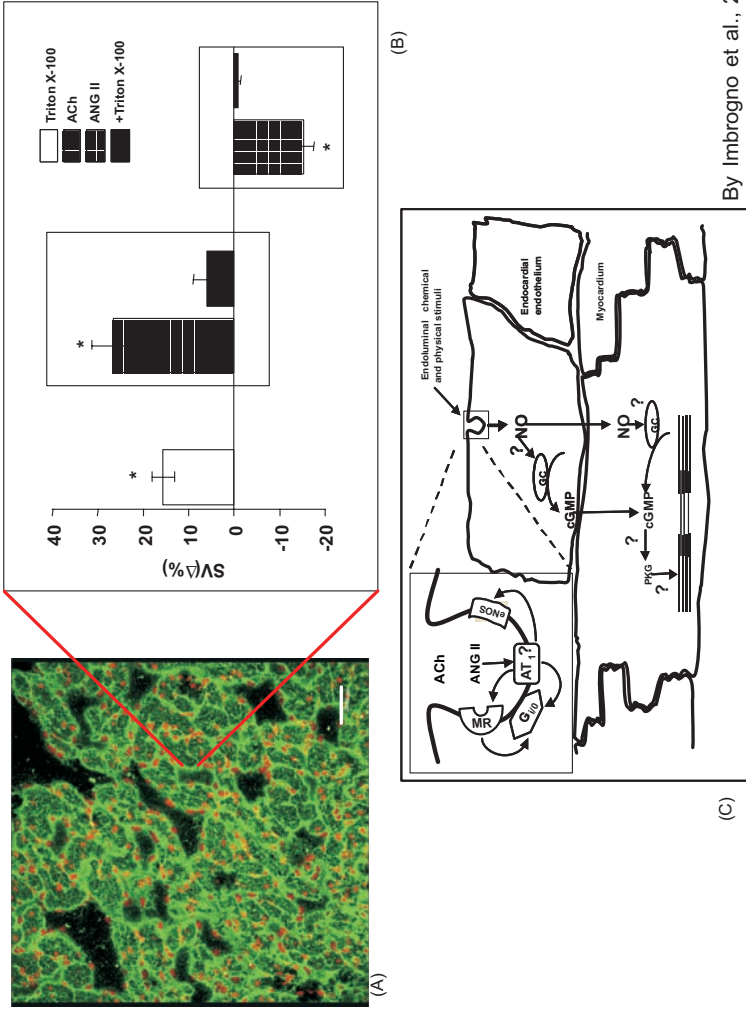 (A)
SV(△%)
40
30
20
10
0
-10
-20
*
*
*
Triton X-100
ACh
ANG II
+Triton X-100
(B)
ACh
ANG II
AT1?
MR
Gi/0
eNOS
Endoluminal chemical
and physical stimuli
Endocardial
endothelium
NO
?
GC
cGMP
Myocardium
NO
?
GC
cGMP
?
PKG
?
(C)
By Imbrogno et al., 2